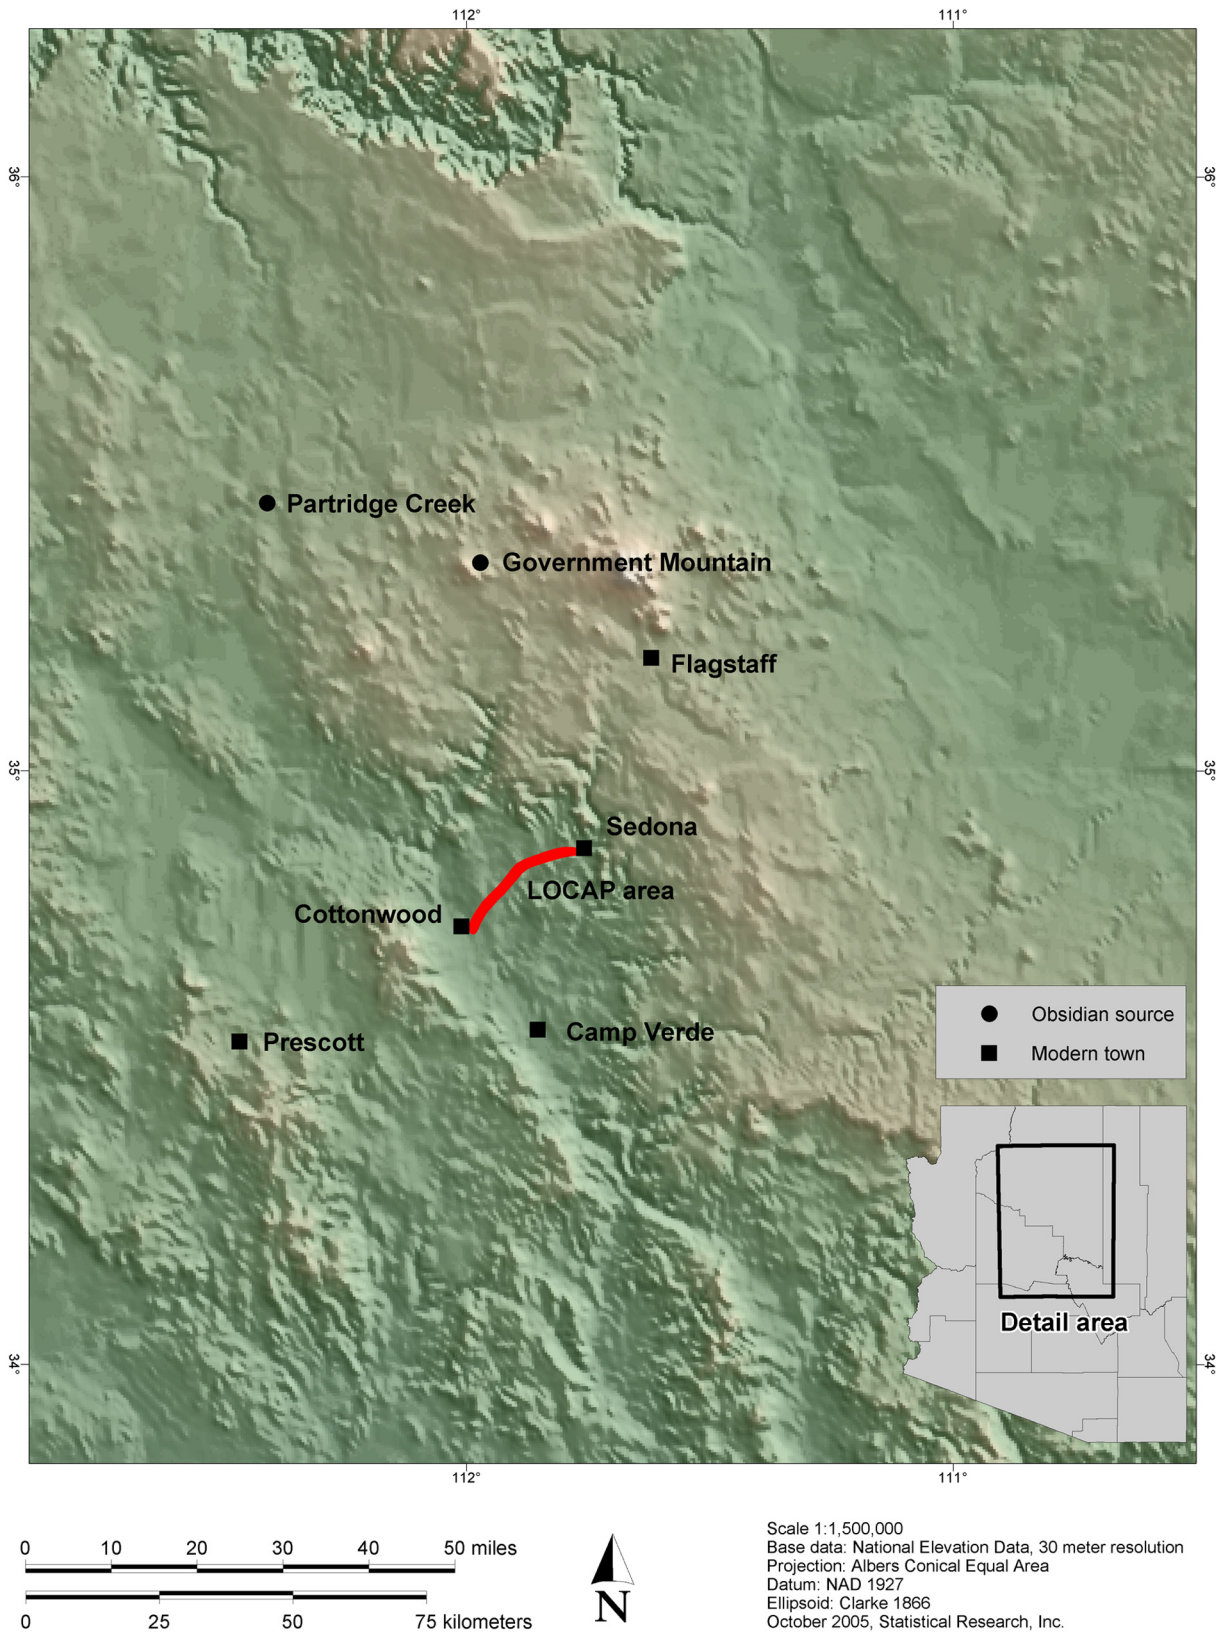 112°
111°
36°
36°
Partridge Creek
Government Mountain
Flagstaff
35°
35°
Sedona
LOCAP area
Cottonwood
Camp Verde
Prescott
Obsidian source
Modern town
Detail area
34°
34°
112°
111°
0 10 20 30 40 50 miles
0 25 50 75 kilometers
N
Scale 1:1,500,000
Base data: National Elevation Data, 30 meter resolution
Projection: Albers Conical Equal Area
Datum: NAD 1927
Ellipsoid: Clarke 1866
October 2005, Statistical Research, Inc.